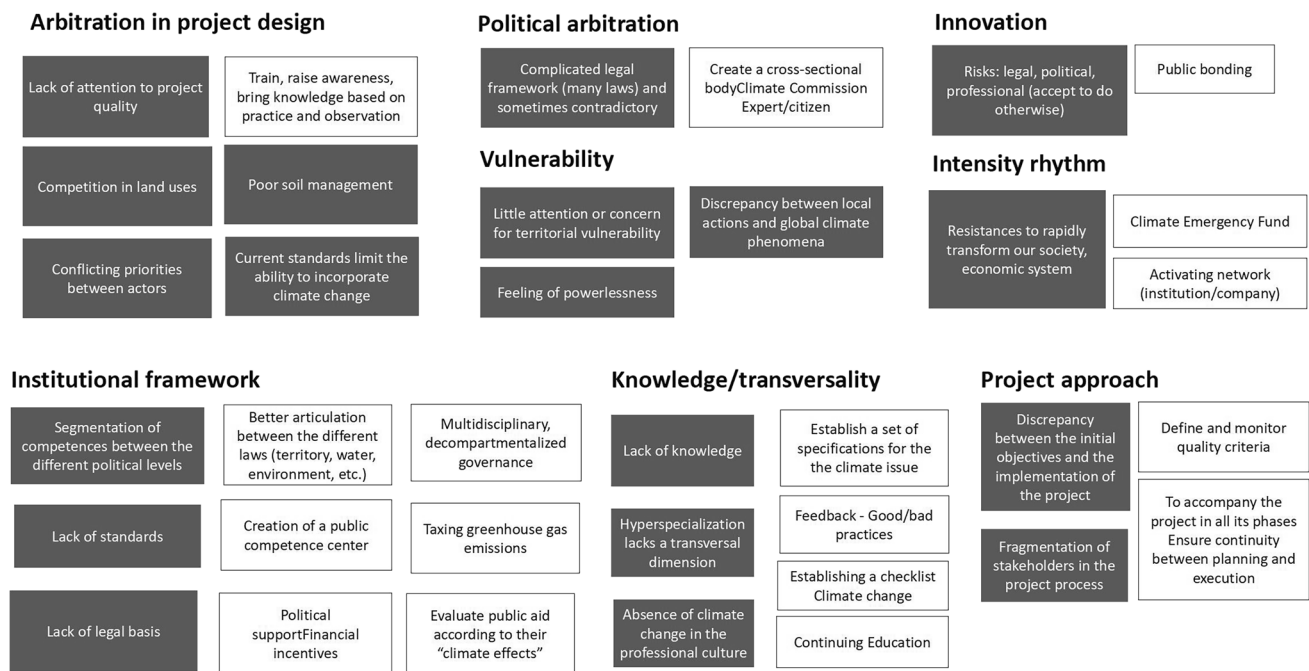 Arbitration in project design
Lack of attention to project
quality
Train, raise awareness,
bring knowledge based on
practice and observation
Competition in land uses
Poor soil management
Conflicting priorities
between actors
Current standards limit the
ability to incorporate
climate change
Political arbitration
Complicated legal
framework (many laws) and
sometimes contradictory
Create a cross-sectional
bodyClimate Commission
Expert/citizen
Vulnerability
Little attention or concern
for territorial vulnerability
Discrepancy between local
actions and global climate
phenomena
Feeling of powerlessness
Innovation
Risks: legal, political,
professional (accept to do
otherwise)
Public bonding
Intensity rhythm
Resistances to rapidly
transform our society,
economic system
Climate Emergency Fund
Activating network
(institution/company)
Institutional framework
Segmentation of
competences between the
different political levels
Better articulation
between the different
laws (territory, water,
environment, etc.)
Multidisciplinary,
decompartmentalized
governance
Lack of standards
Creation of a public
competence center
Taxing greenhouse gas
emissions
Lack of legal basis
Political
supportFinancial
incentives
Evaluate public aid
according to their
“climate effects”
Knowledge/transversality
Lack of knowledge
Establish a set of
specifications for the
the climate issue
Hyperspecialization
lacks a transversal
dimension
Feedback - Good/bad
practices
Establishing a checklist
Climate change
Absence of climate
change in the
professional culture
Continuing Education
Project approach
Discrepancy
between the initial
objectives and the
implementation of
the project
Define and monitor
quality criteria
Fragmentation of
stakeholders in the
project process
To accompany the
project in all its phases
Ensure continuity
between planning and
execution